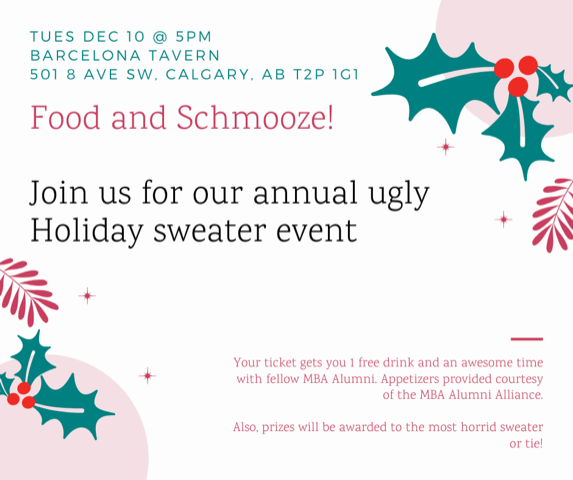 TUES DEC 10 @ 5PM
BARCELONA TAVERN
501 8 AVE SW, CALGARY, AB T2P 1G1
Food and Schmooze!
Join us for our annual ugly
Holiday sweater event
Your ticket gets you 1 free drink and an awesome time
with fellow MBA Alumni. Appetizers provided courtesy
of the MBA Alumni Alliance.
Also, prizes will be awarded to the most horrid sweater
or tie!